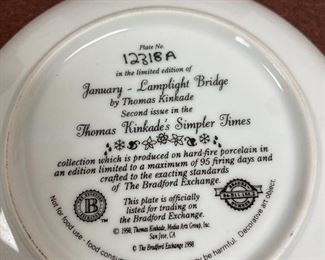 Plate No.
12318A
in the limited edition of
January - Lamplight Bridge
by Thomas Kinkade
Second issue in the
Thomas Kinkade's Simpler Times
collection which is produced on hard-fire porcelain in
an edition limited to a maximum of 95 firing days and
crafted to the exacting standards
of The Bradford Exchange.
B
This plate is officially
listed for trading on
the Bradford Exchange.
© 1998, Thomas Kinkade, Media Arts Group, Inc.
San Jose, CA
© The Bradford Exchange 1998
Not for food use - food consu
may be harmful. Decorative art object.